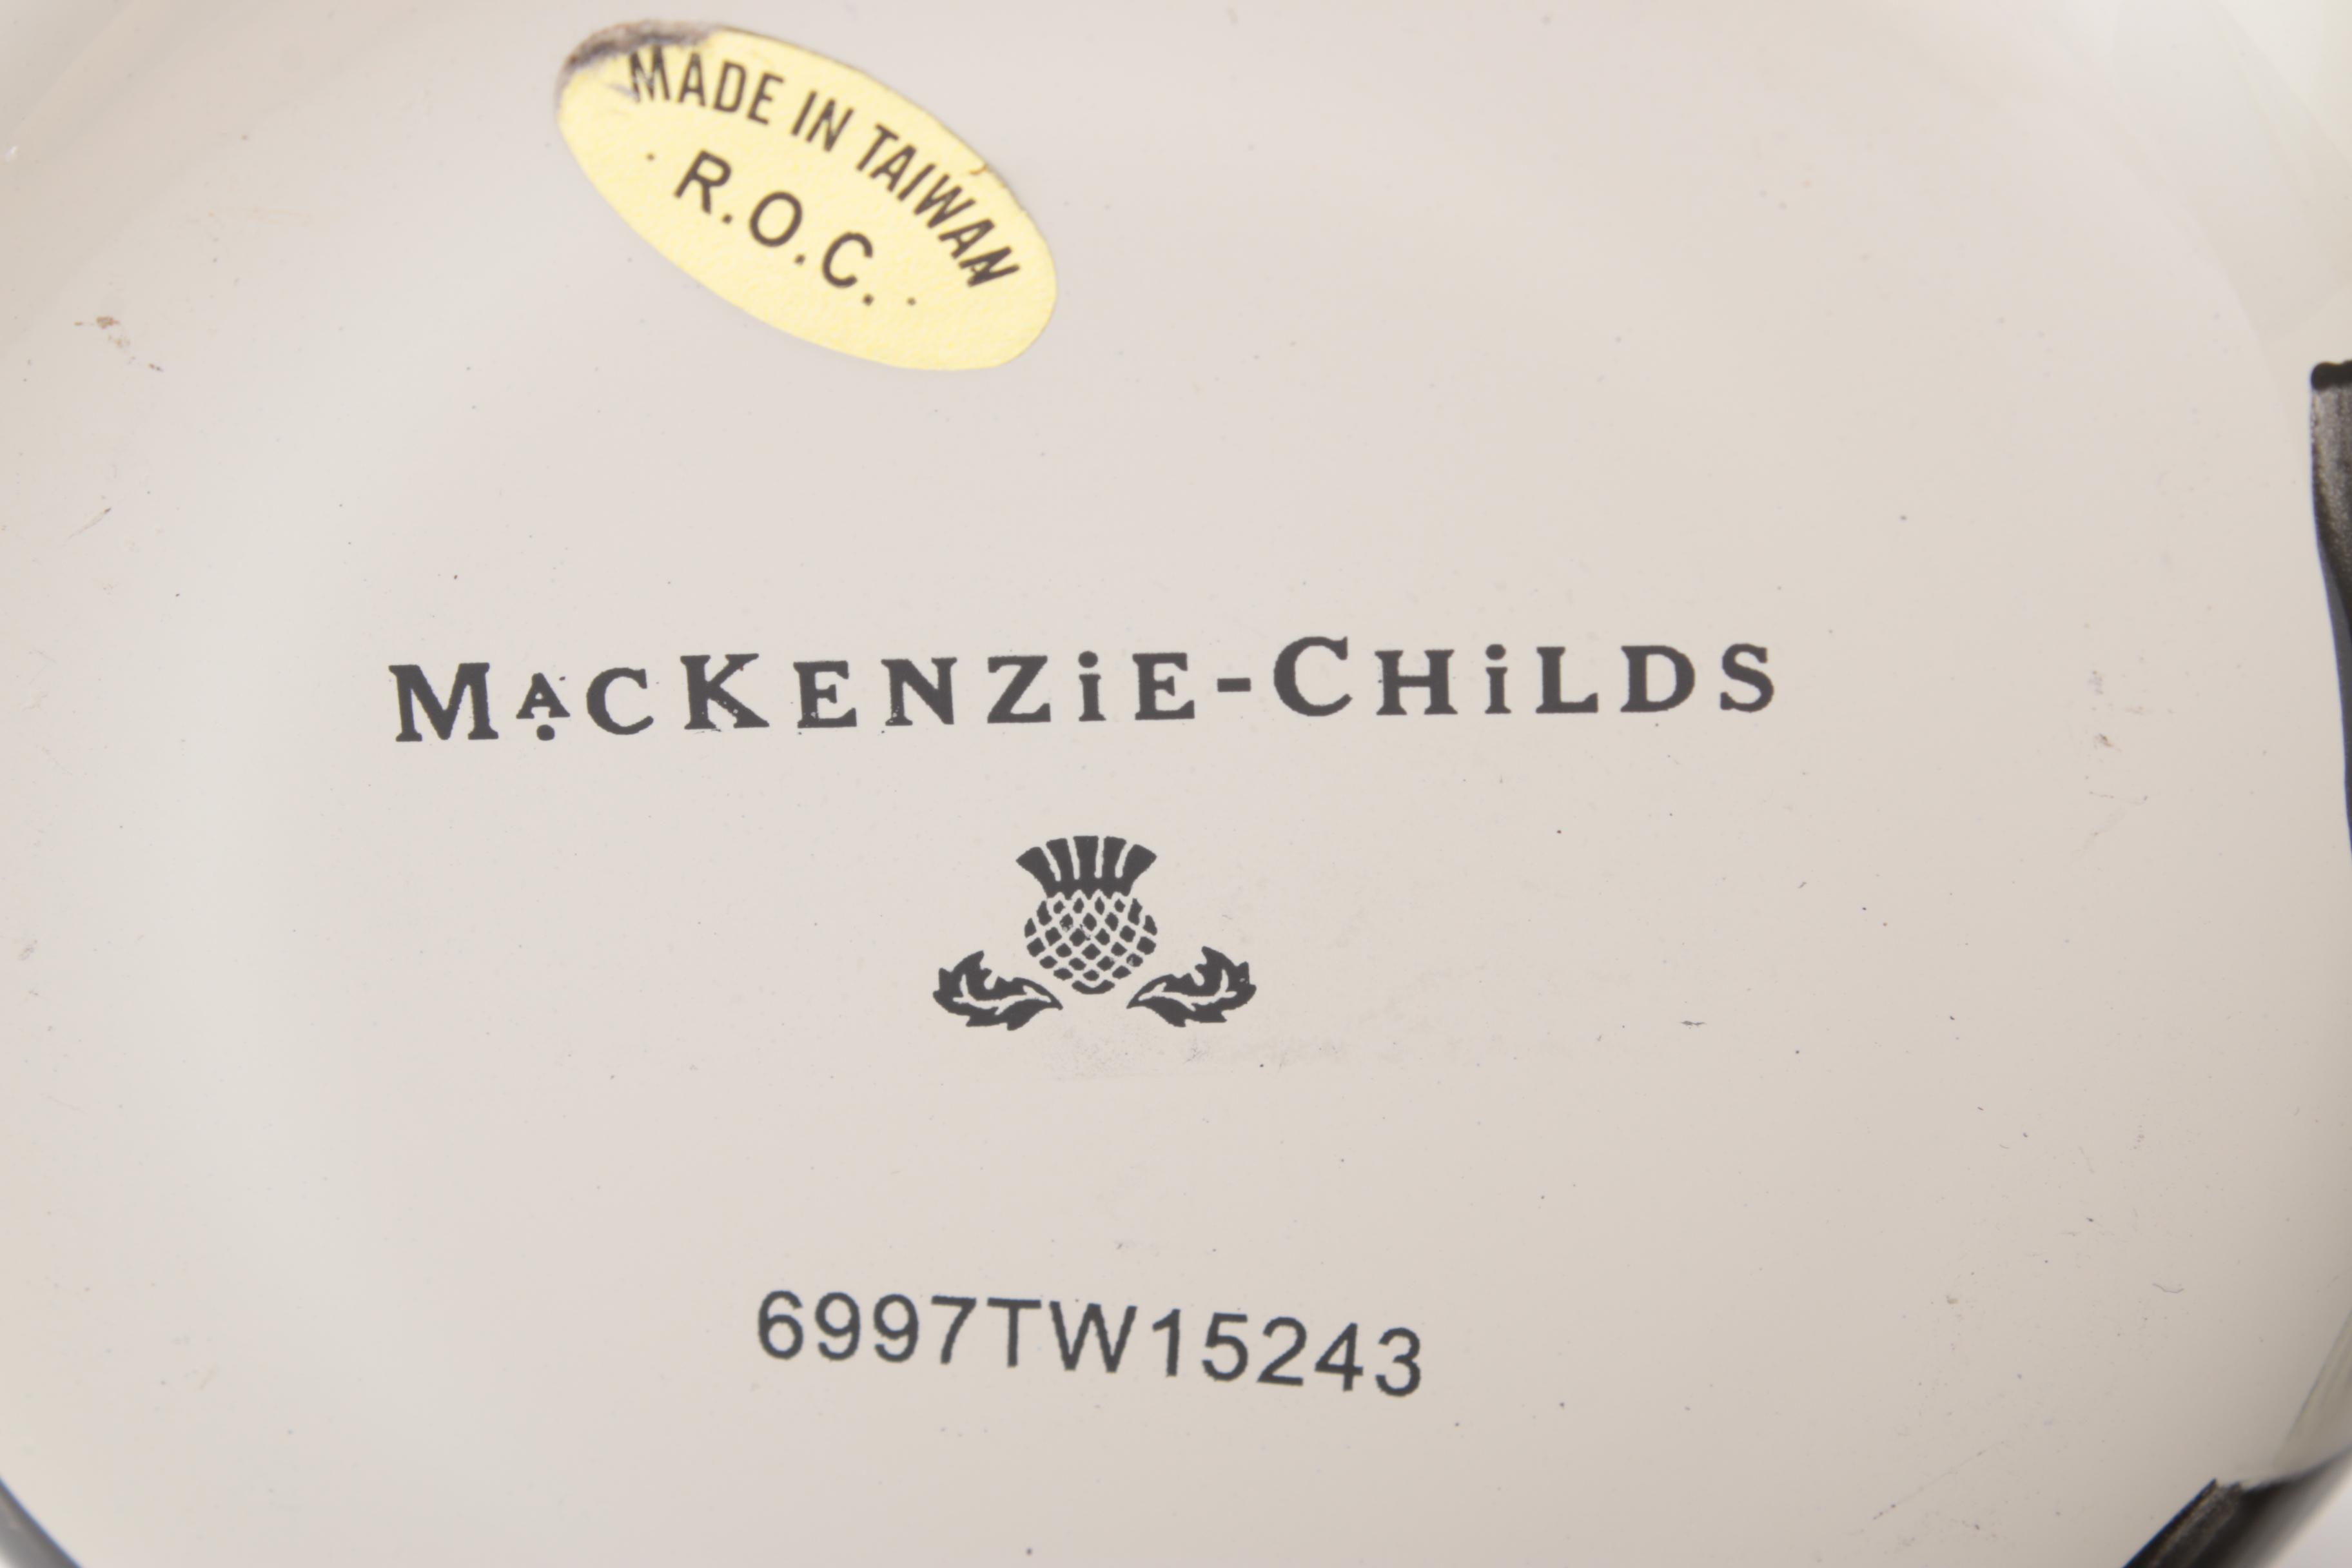 MADE IN TAIWAN
· R.O.C. ·
MACKENZiE-CHiLDS
6997TW15243